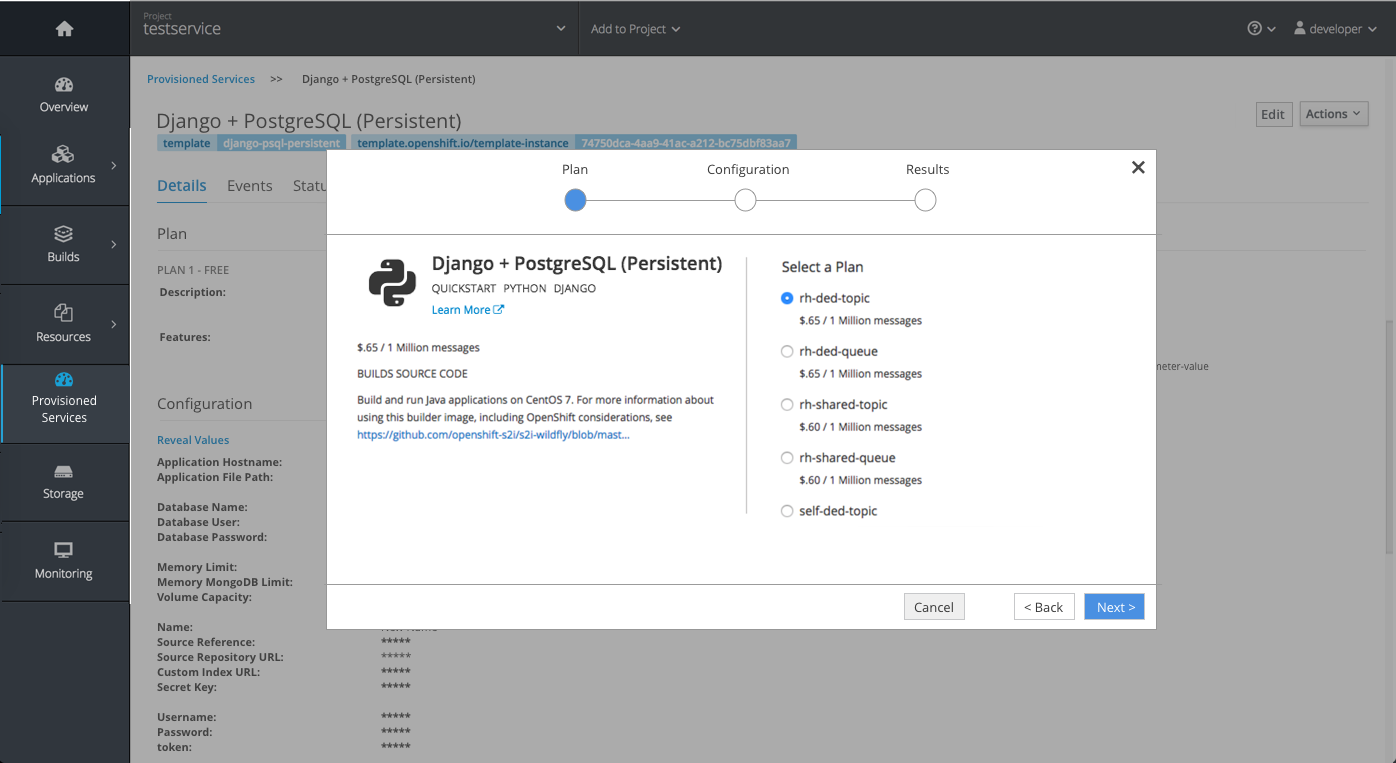 Project
testservice
Add to Project
developer
Overview
Applications
Builds
Resources
Provisioned
Services
Storage
Monitoring
Provisioned Services >> Django + PostgreSQL (Persistent)
Django + PostgreSQL (Persistent)
Edit
Actions
template django-psql-persistent template.openshift.io/template-instance 74750dca-4aa9-41ac-a212-bc75dbf83aa7
Details Events Statu
Plan
PLAN 1 - FREE
Description:
Features:
neter-value
Configuration
Reveal Values
Application Hostname:
Application File Path:
Database Name:
Database User:
Database Password:
Memory Limit:
Memory MongoDB Limit:
Volume Capacity:
Name:
Source Reference: *****
Source Repository URL: *****
Custom Index URL: *****
Secret Key: *****
Username: *****
Password: *****
token: *****
Plan Configuration Results
Django + PostgreSQL (Persistent)
QUICKSTART PYTHON DJANGO
Learn More
$.65 / 1 Million messages
BUILDS SOURCE CODE
Build and run Java applications on CentOS 7. For more information about
using this builder image, including OpenShift considerations, see
https://github.com/openshift-s2i/s2i-wildfly/blob/mast...
Select a Plan
rh-ded-topic
$.65 / 1 Million messages
rh-ded-queue
$.65 / 1 Million messages
rh-shared-topic
$.60 / 1 Million messages
rh-shared-queue
$.60 / 1 Million messages
self-ded-topic
Cancel
< Back
Next >